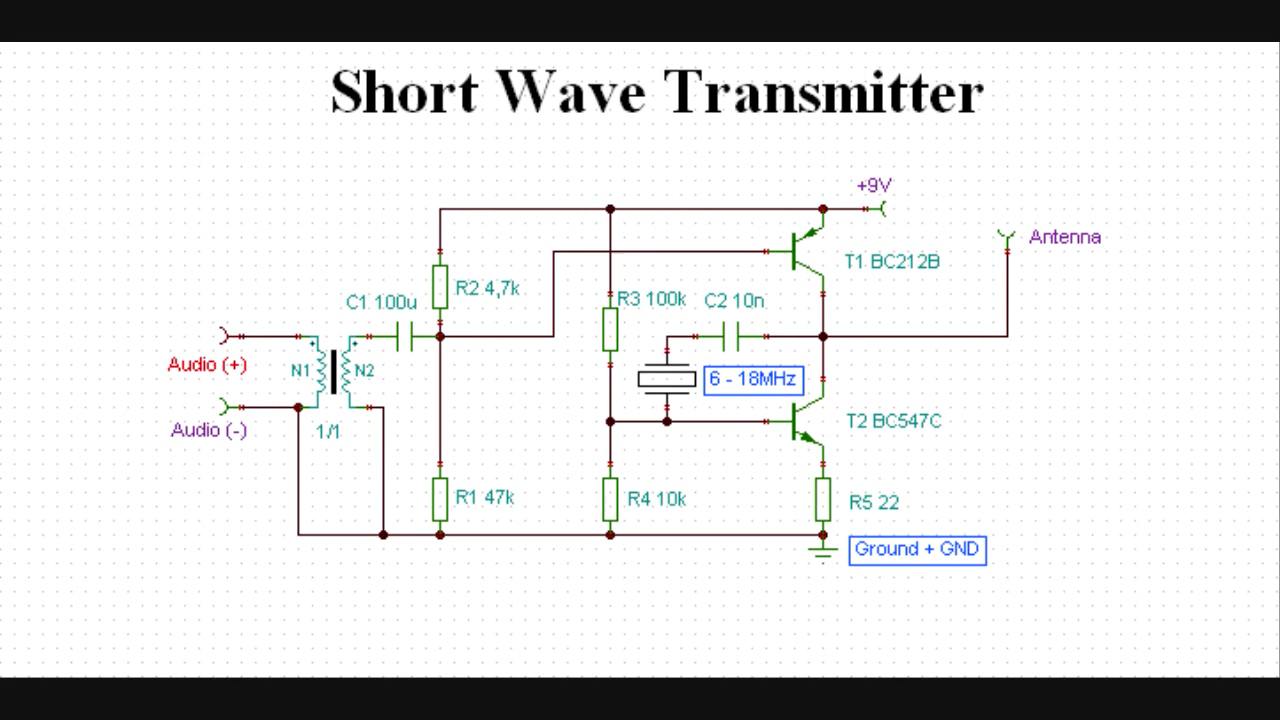 Short Wave Transmitter
+9V
Antenna
T1 BC212B
R2 4,7k
C1 100u
R3 100k
C2 10n
Audio (+)
N1
N2
6 - 18MHz
Audio (-)
1/1
T2 BC547C
R1 47k
R4 10k
R5 22
Ground + GND